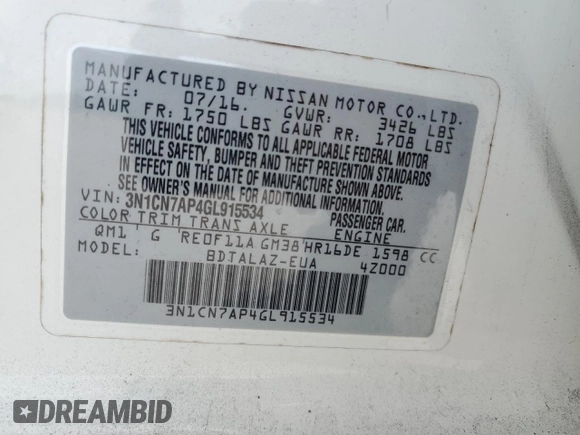 MANUFACTURED BY NISSAN MOTOR CO.,LTD.
DATE: 07/16. GVWR: 3426 LBS
GAWR FR: 1750 LBS GAWR RR: 1708 LBS
THIS VEHICLE CONFORMS TO ALL APPLICABLE FEDERAL MOTOR
VEHICLE SAFETY, BUMPER AND THEFT PREVENTION STANDARDS
IN EFFECT ON THE DATE OF MANUFACTURE SHOWN ABOVE.
SEE OWNER'S MANUAL FOR ADDITIONAL INFORMATION.
VIN: 3N1CN7AP4GL915534 PASSENGER CAR.
COLOR TRIM TRANS AXLE ENGINE
QM1 G RE0F11A GM38 HR16DE 1598 CC
MODEL: BDTALAZ-EUA 4Z000
3N1CN7AP4GL915534
DREAMBID